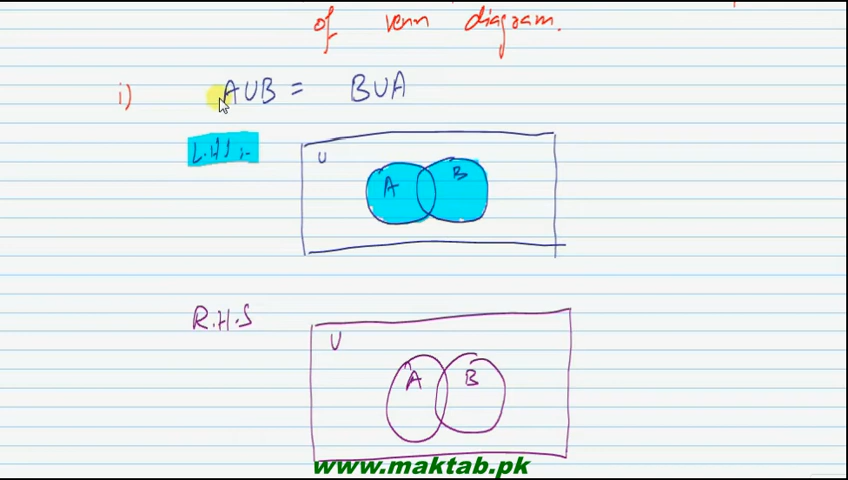 of venn diagram.
i) AUB = BUA
L.H.S :-
U
A B
R.H.S
U
A B
www.maktab.pk